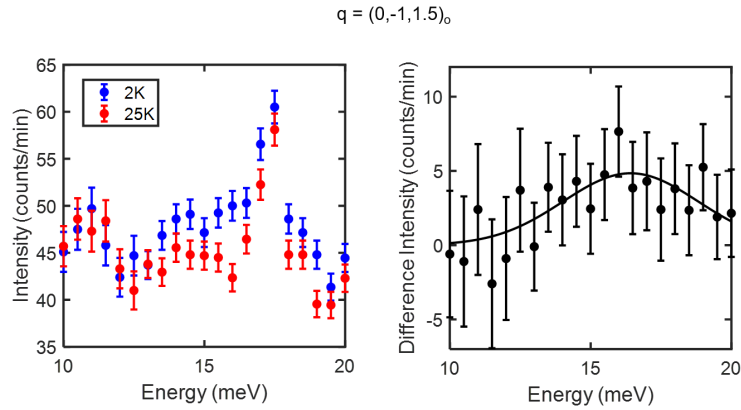 q = (0,-1,1.5)o
65
60
55
50
45
40
35
Intensity (counts/min)
2K
25K
10
15
20
Energy (meV)
10
5
0
-5
Difference Intensity (counts/min)
10
15
20
Energy (meV)